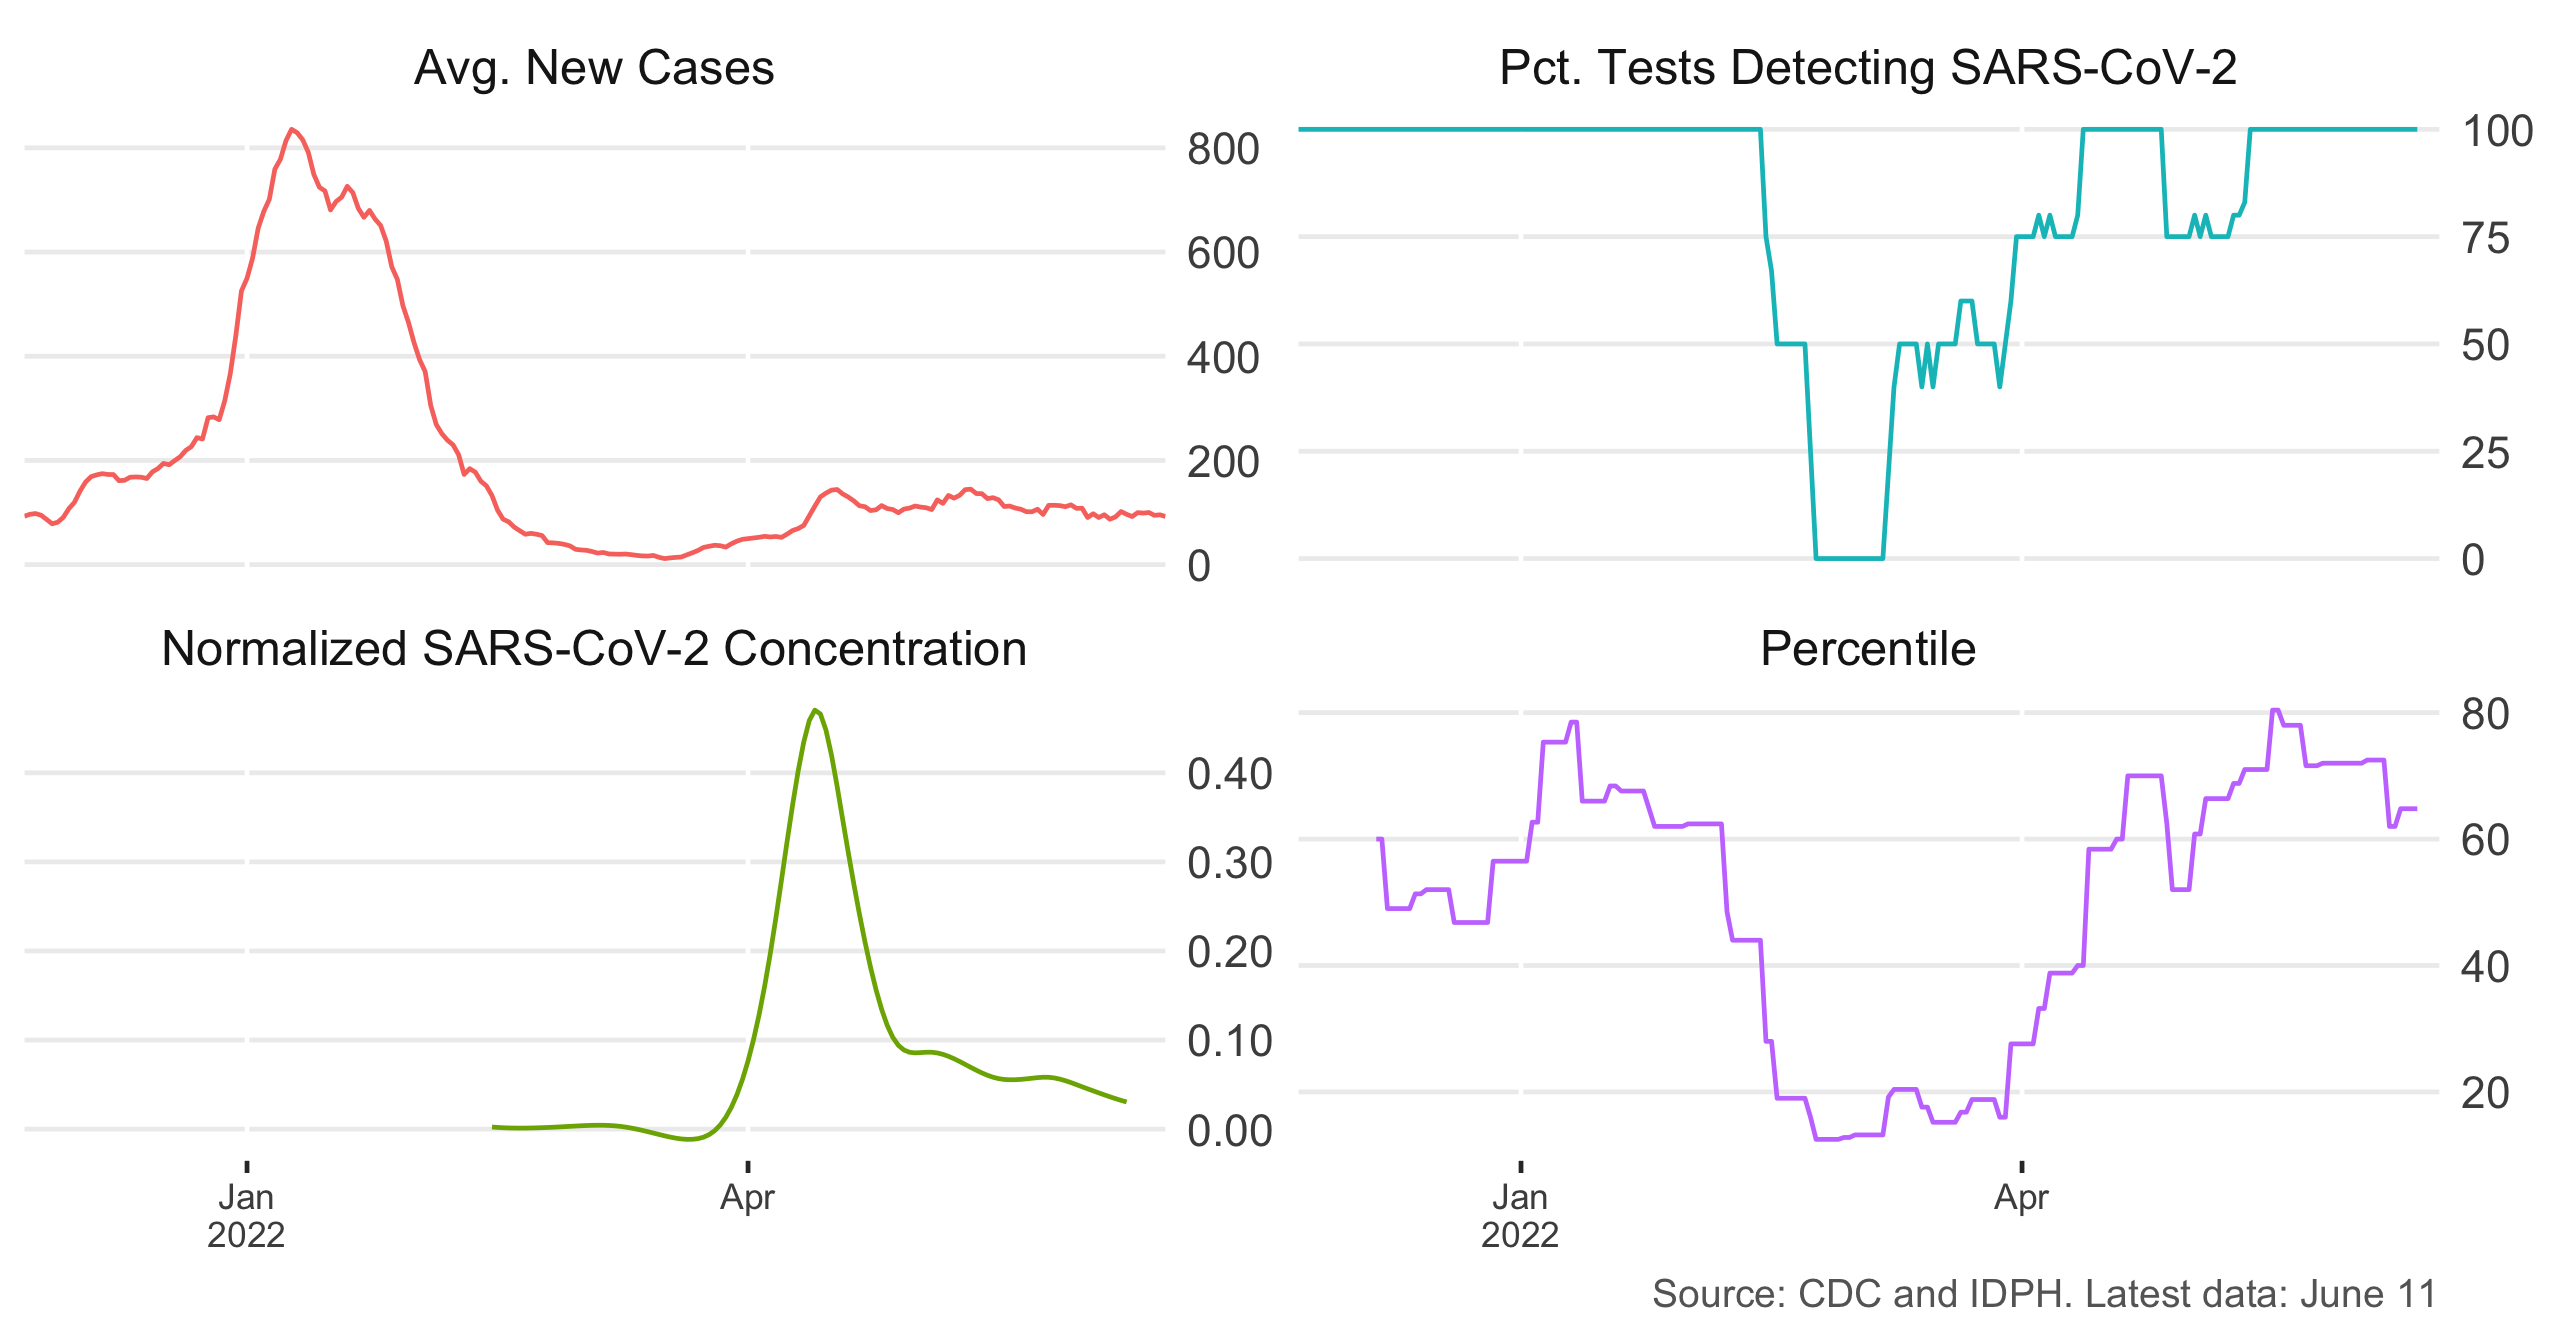 Avg. New Cases
800
600
400
200
0
Pct. Tests Detecting SARS-CoV-2
100
75
50
25
0
Normalized SARS-CoV-2 Concentration
0.40
0.30
0.20
0.10
0.00
Jan
2022
Apr
Percentile
80
60
40
20
Jan
2022
Apr
Source: CDC and IDPH. Latest data: June 11